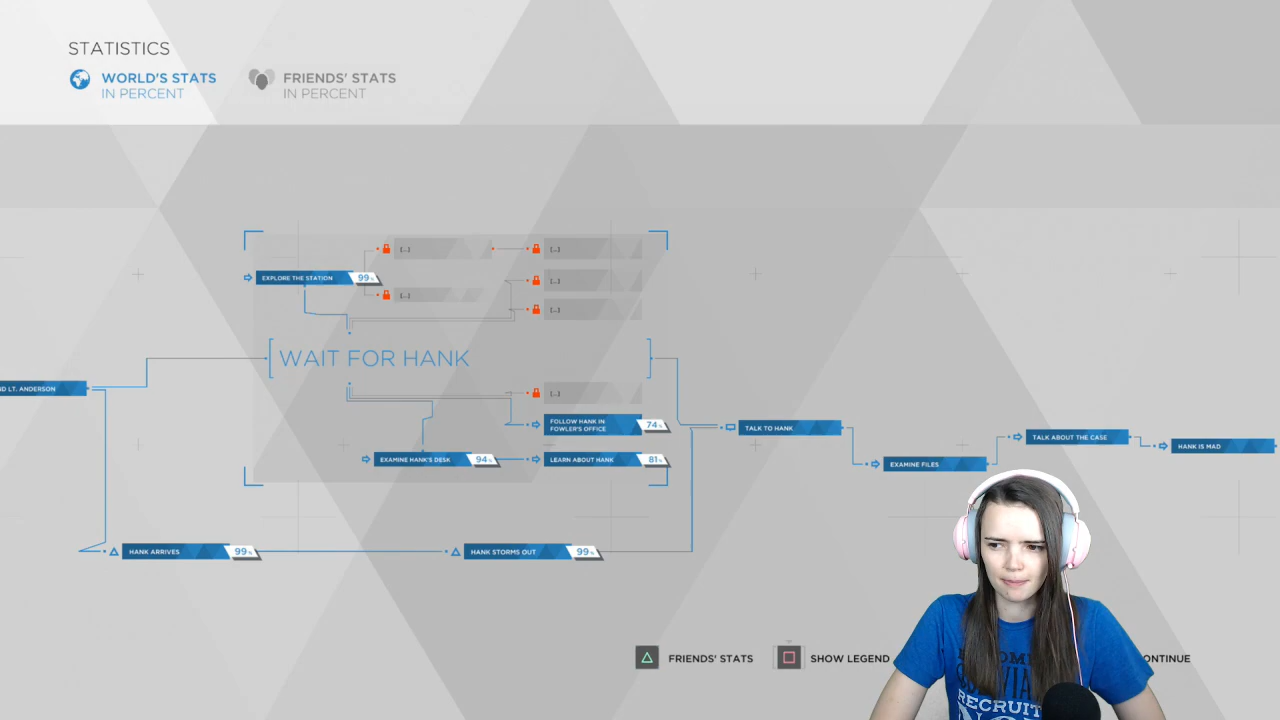 STATISTICS
WORLD'S STATS
IN PERCENT
FRIENDS' STATS
IN PERCENT
[...]
[...]
EXPLORE THE STATION
99%
[...]
[...]
[...]
WAIT FOR HANK
LT. ANDERSON
[...]
FOLLOW HANK IN
FOWLER'S OFFICE
74%
EXAMINE HANK'S DESK
94%
LEARN ABOUT HANK
81%
TALK TO HANK
EXAMINE FILES
TALK ABOUT THE CASE
HANK IS MAD
HANK ARRIVES
99%
HANK STORMS OUT
99%
FRIENDS' STATS
SHOW LEGEND
ONTINUE
RECRUIT